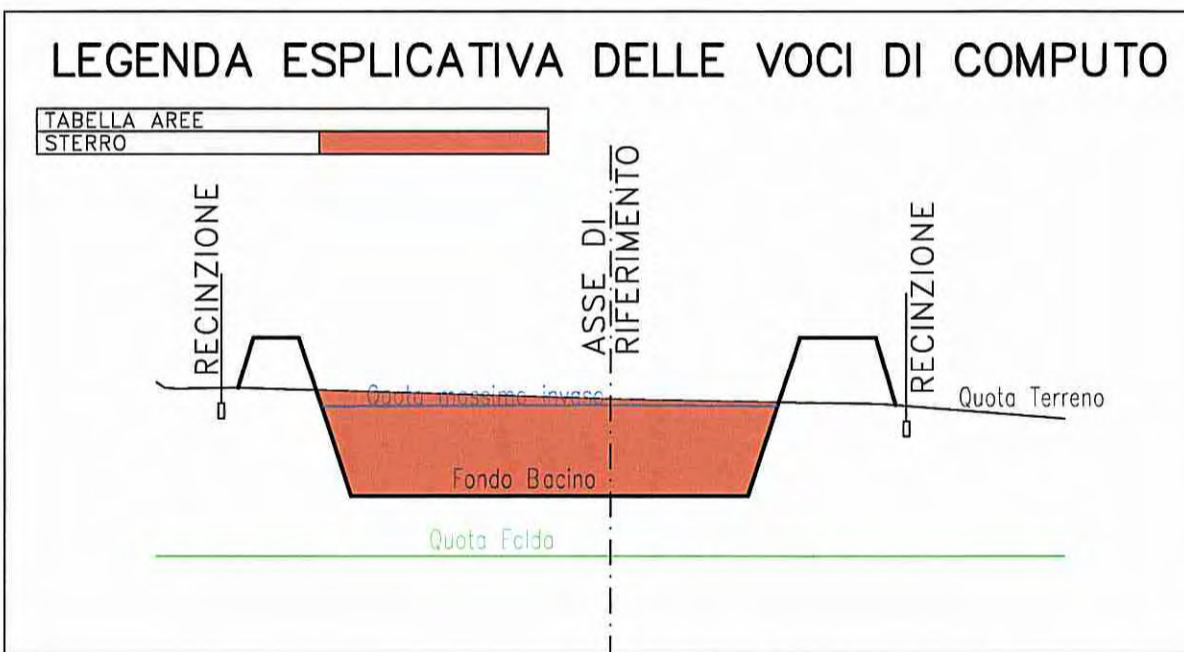 LEGENDA ESPLICATIVA DELLE VOCI DI COMPUTO
TABELLA AREE
STERRO
RECINZIONE
ASSE DI
RIFERIMENTO
RECINZIONE
Quota massimo invaso
Quota Terreno
Fondo Bacino
Quota Falda